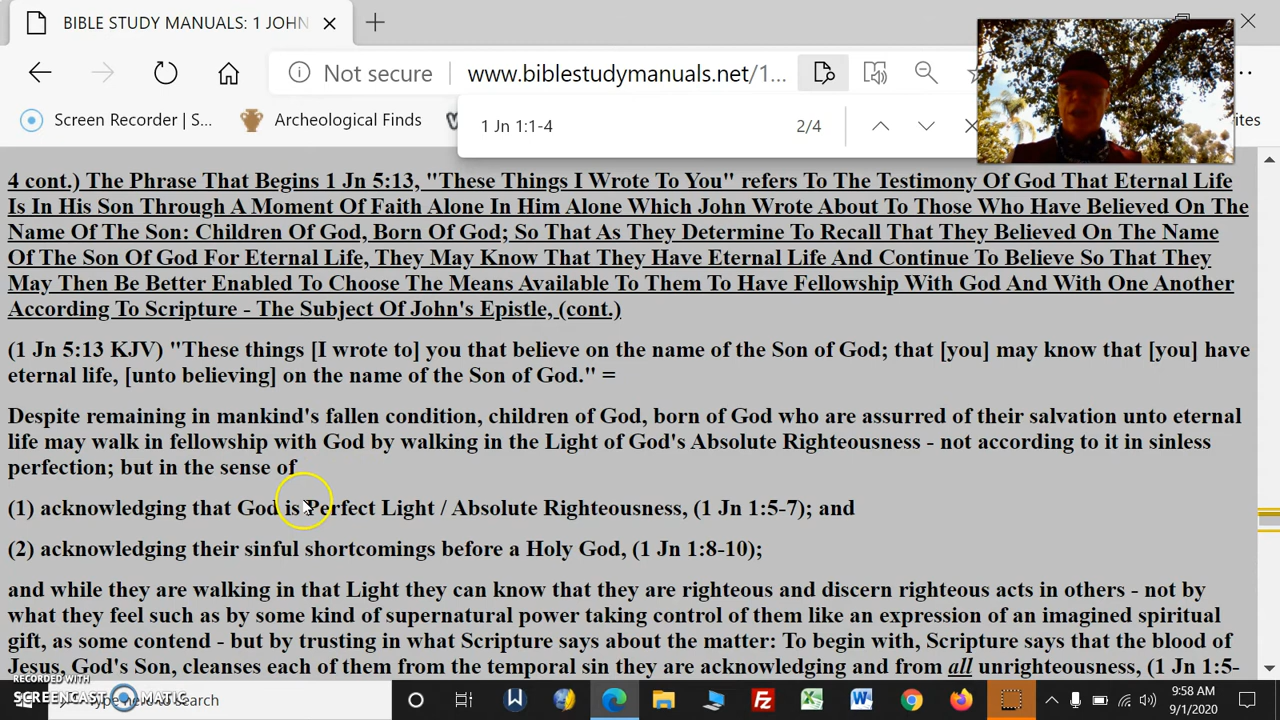 BIBLE STUDY MANUALS: 1 JOHN
Not secure
www.biblestudymanuals.net/1...
Screen Recorder | S...
Archeological Finds
ites
1 Jn 1:1-4
2/4
4 cont.) The Phrase That Begins 1 Jn 5:13, "These Things I Wrote To You" refers To The Testimony Of God That Eternal Life
Is In His Son Through A Moment Of Faith Alone In Him Alone Which John Wrote About To Those Who Have Believed On The
Name Of The Son: Children Of God, Born Of God; So That As They Determine To Recall That They Believed On The Name
Of The Son Of God For Eternal Life, They May Know That They Have Eternal Life And Continue To Believe So That They
May Then Be Better Enabled To Choose The Means Available To Them To Have Fellowship With God And With One Another
According To Scripture - The Subject Of John's Epistle, (cont.)
(1 Jn 5:13 KJV) "These things [I wrote to] you that believe on the name of the Son of God; that [you] may know that [you] have
eternal life, [unto believing] on the name of the Son of God." =
Despite remaining in mankind's fallen condition, children of God, born of God who are assurred of their salvation unto eternal
life may walk in fellowship with God by walking in the Light of God's Absolute Righteousness - not according to it in sinless
perfection; but in the sense of
(1) acknowledging that God is Perfect Light / Absolute Righteousness, (1 Jn 1:5-7); and
(2) acknowledging their sinful shortcomings before a Holy God, (1 Jn 1:8-10);
and while they are walking in that Light they can know that they are righteous and discern righteous acts in others - not by
what they feel such as by some kind of supernatural power taking control of them like an expression of an imagined spiritual
gift, as some contend - but by trusting in what Scripture says about the matter: To begin with, Scripture says that the blood of
Jesus, God's Son, cleanses each of them from the temporal sin they are acknowledging and from all unrighteousness, (1 Jn 1:5-
RECORDED WITH
SCREENCAST MATIC
Type here to search
9:58 AM
9/1/2020